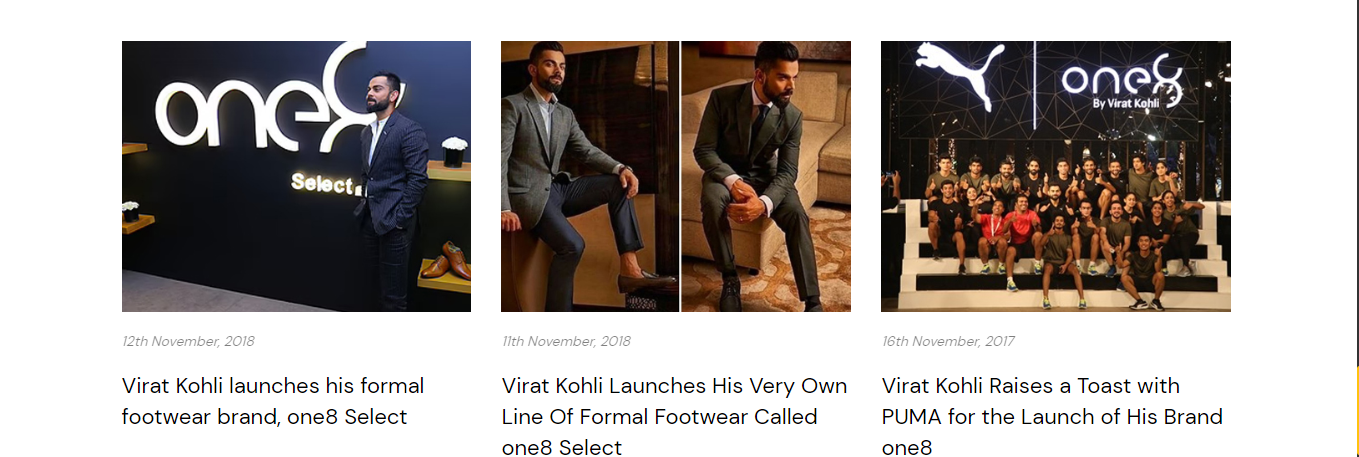 one8
Select
one8
By Virat Kohli
12th November, 2018
11th November, 2018
16th November, 2017
Virat Kohli launches his formal
footwear brand, one8 Select
Virat Kohli Launches His Very Own
Line Of Formal Footwear Called
one8 Select
Virat Kohli Raises a Toast with
PUMA for the Launch of His Brand
one8